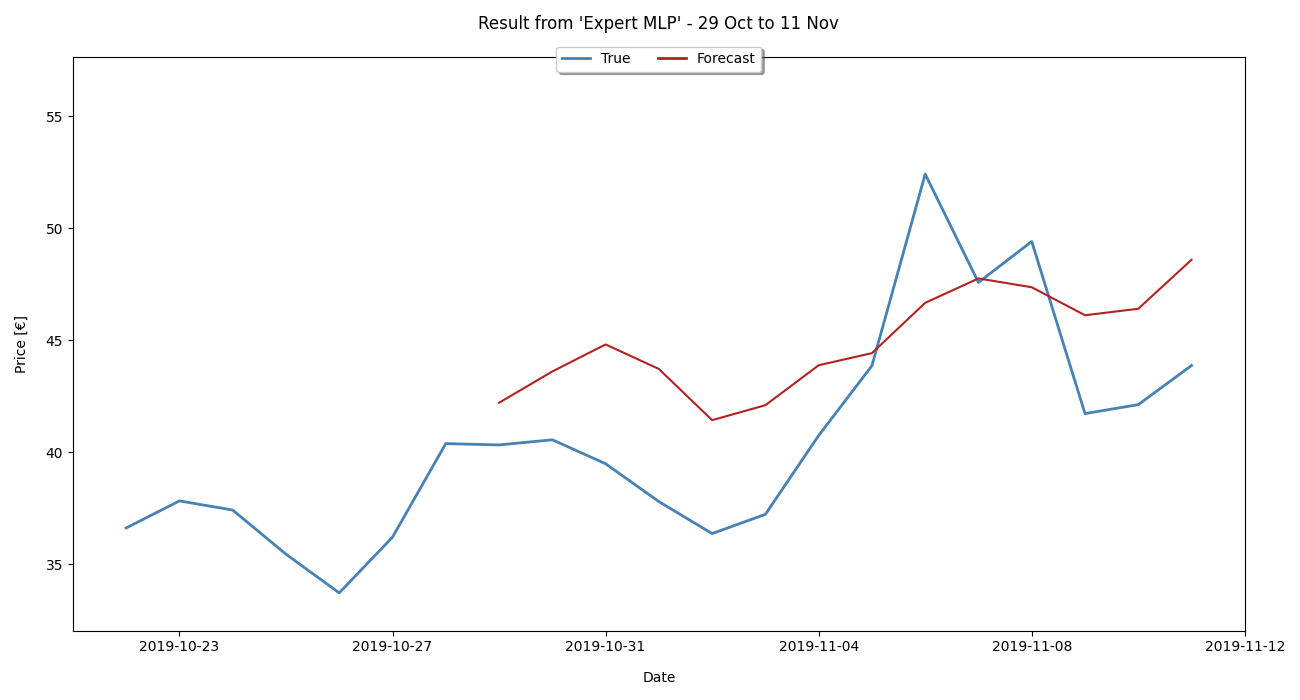 Result from 'Expert MLP' - 29 Oct to 11 Nov
True Forecast
55
50
45
40
35
Price [€]
2019-10-23 2019-10-27 2019-10-31 2019-11-04 2019-11-08 2019-11-12
Date